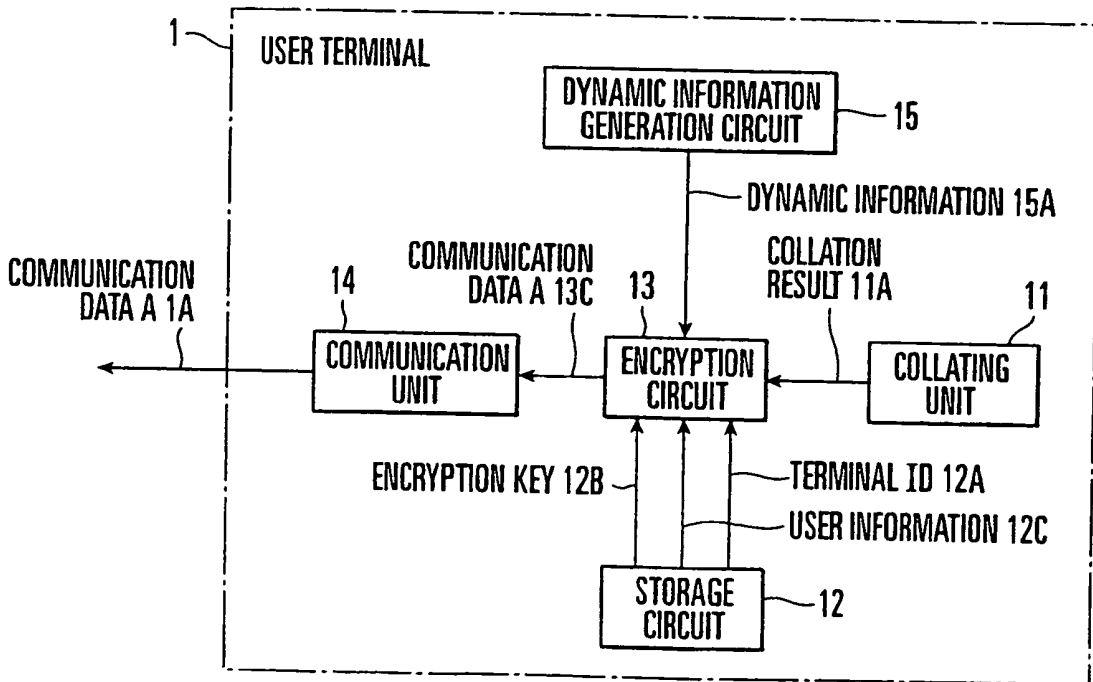 1
USER TERMINAL
DYNAMIC INFORMATION
GENERATION CIRCUIT
15
DYNAMIC INFORMATION 15A
COMMUNICATION
DATA A 1A
14
COMMUNICATION
DATA A 13C
13
COLLATION
RESULT 11A
11
COMMUNICATION
UNIT
ENCRYPTION
CIRCUIT
COLLATING
UNIT
ENCRYPTION KEY 12B
TERMINAL ID 12A
USER INFORMATION 12C
STORAGE
CIRCUIT
12